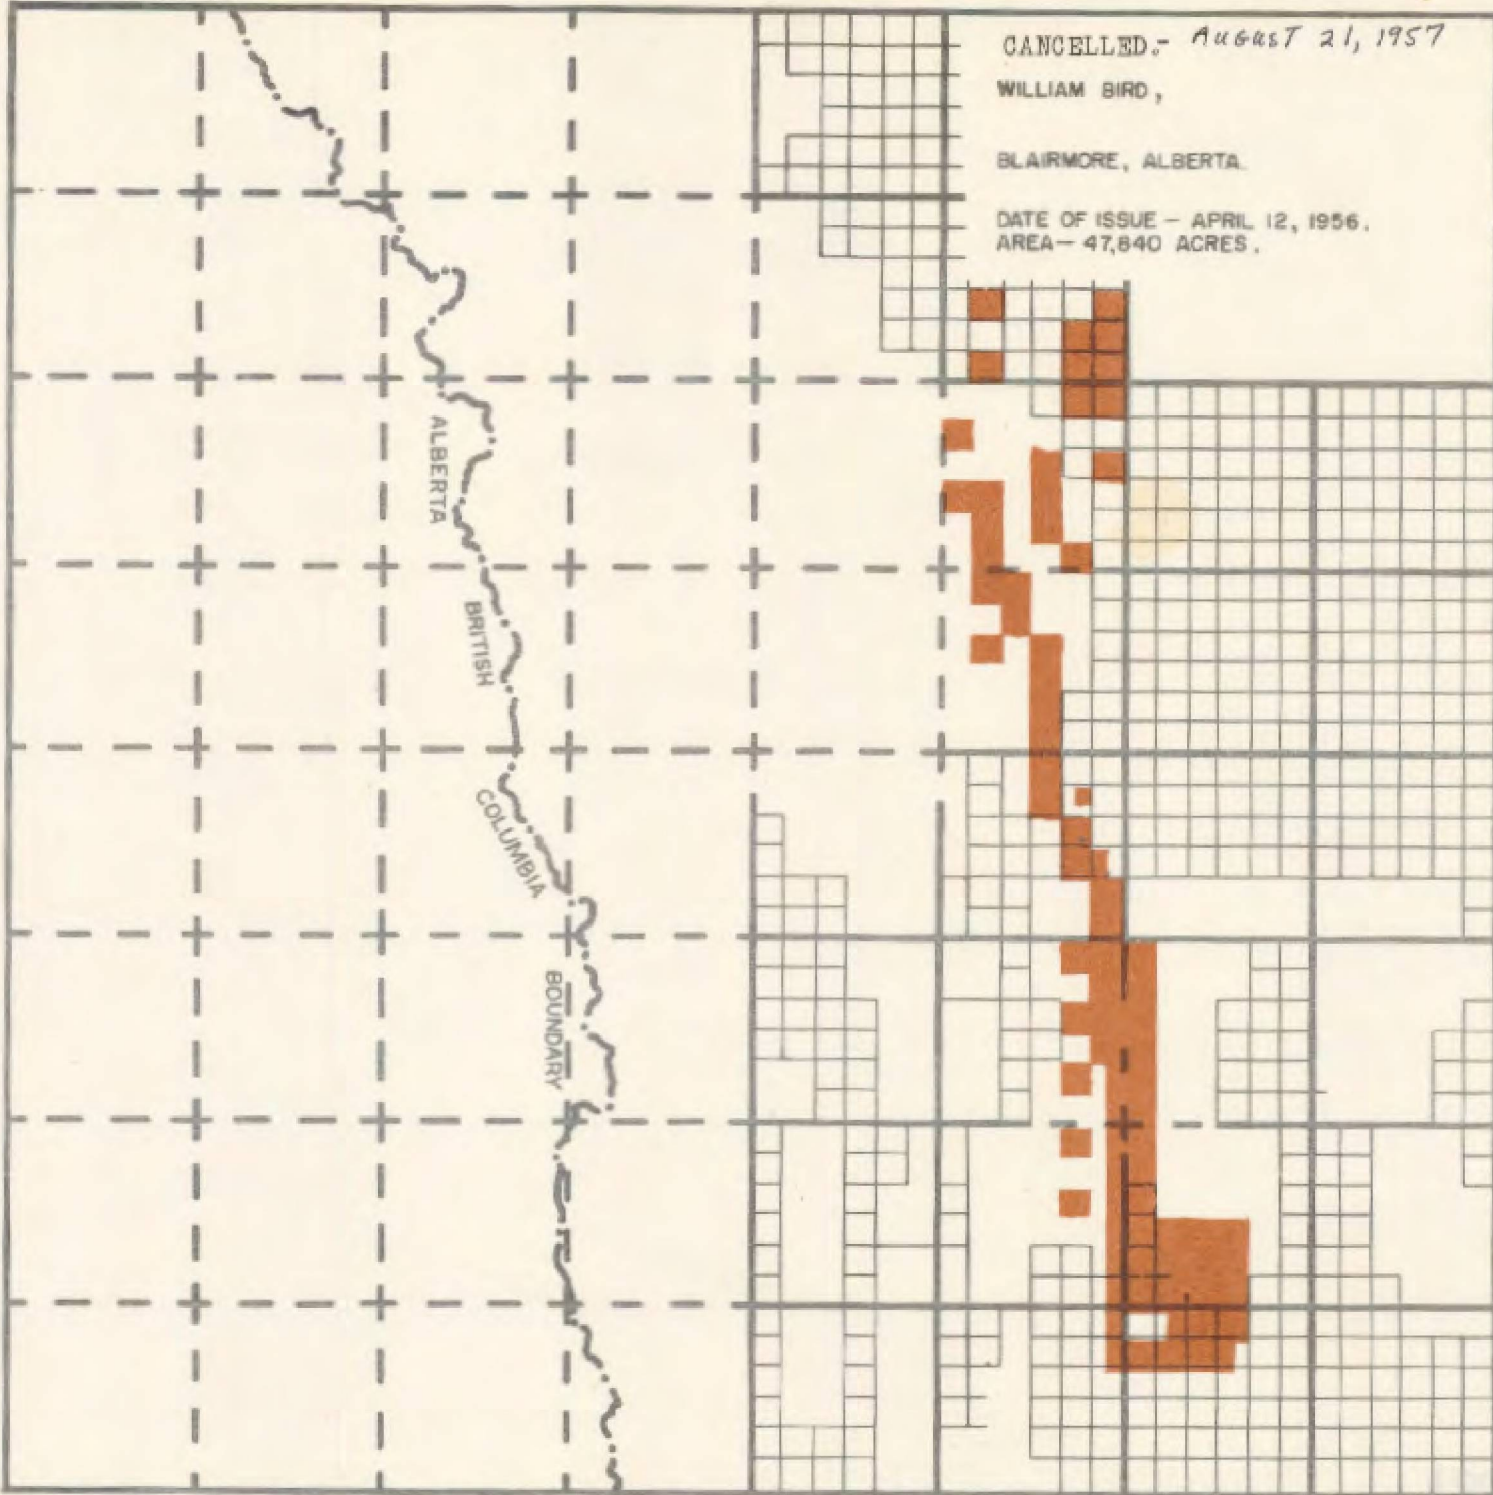 CANCELLED.- AUGUST 21, 1957
WILLIAM BIRD,
BLAIRMORE, ALBERTA.
DATE OF ISSUE - APRIL 12, 1956.
AREA- 47,840 ACRES.
ALBERTA
BRITISH
COLUMBIA
BOUNDARY